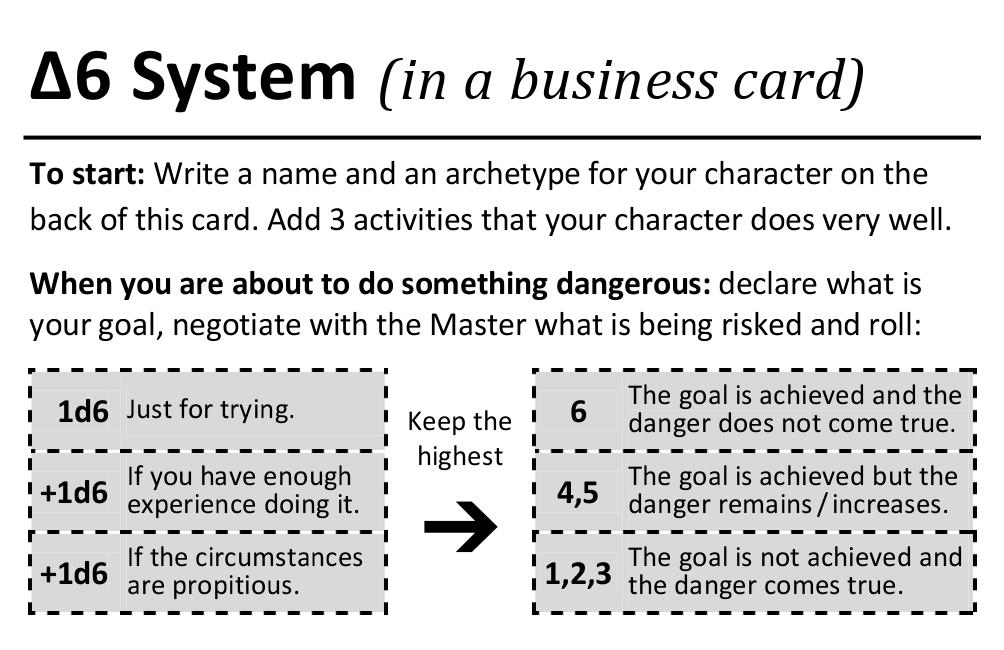 Δ6 System (in a business card)
To start: Write a name and an archetype for your character on the
back of this card. Add 3 activities that your character does very well.
When you are about to do something dangerous: declare what is
your goal, negotiate with the Master what is being risked and roll:
1d6 Just for trying.
+1d6 If you have enough
experience doing it.
+1d6 If the circumstances
are propitious.
Keep the
highest
6 The goal is achieved and the
danger does not come true.
4,5 The goal is achieved but the
danger remains / increases.
1,2,3 The goal is not achieved and
the danger comes true.